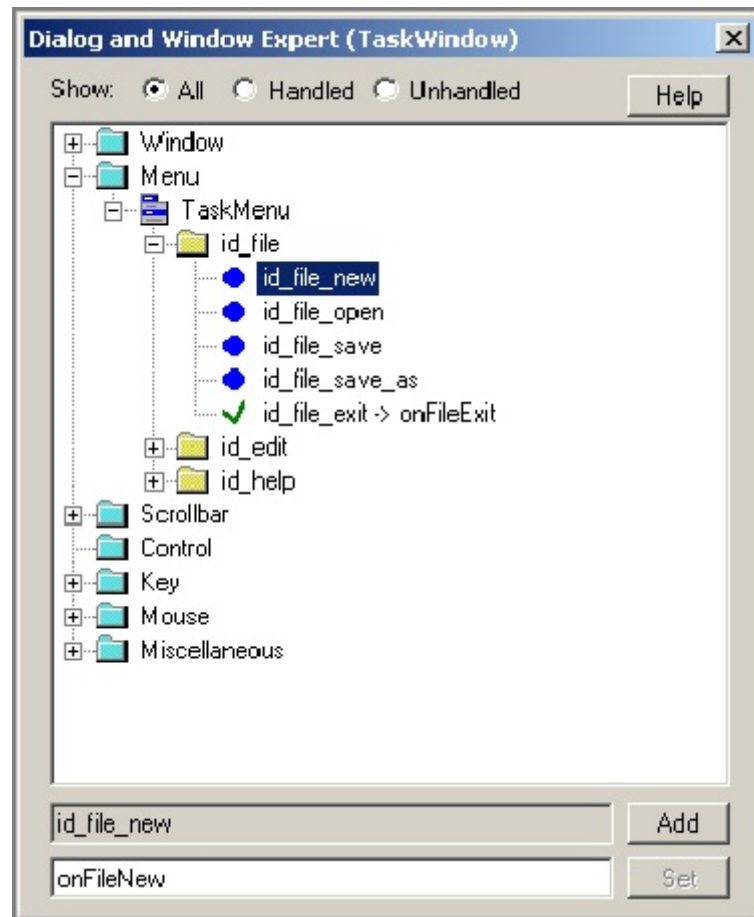 Dialog and Window Expert (TaskWindow)
Show: All Handled Unhandled Help
Window
Menu
TaskMenu
id_file
id_file_new
id_file_open
id_file_save
id_file_save_as
id_file_exit -> onFileExit
id_edit
id_help
Scrollbar
Control
Key
Mouse
Miscellaneous
id_file_new Add
onFileNew Set